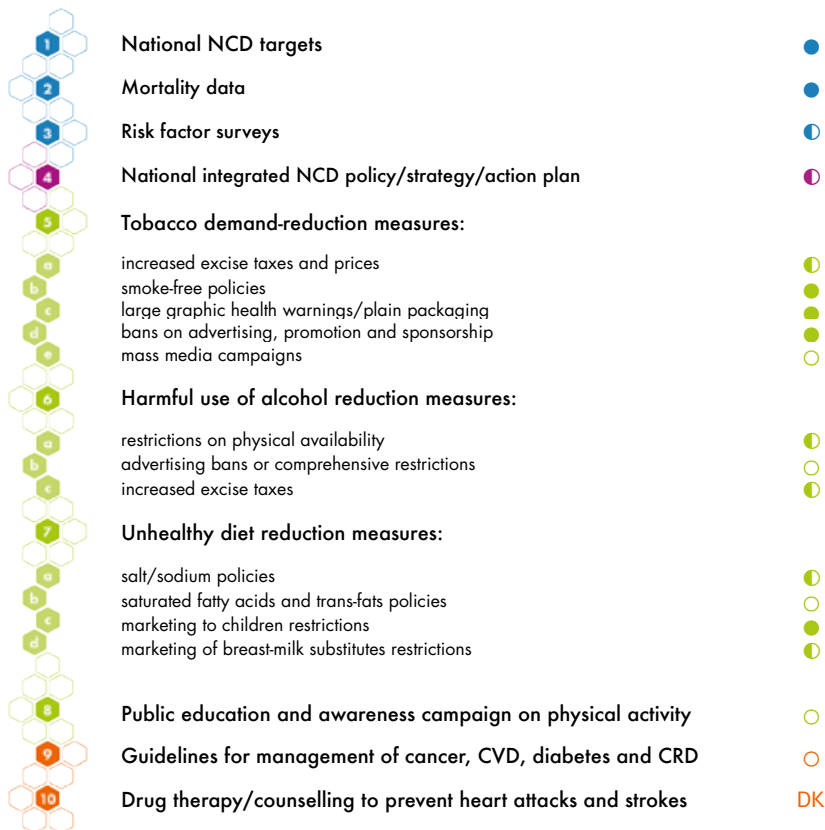 1 National NCD targets
2 Mortality data
3 Risk factor surveys
4 National integrated NCD policy/strategy/action plan
5 Tobacco demand-reduction measures:
a increased excise taxes and prices
b smoke-free policies
c large graphic health warnings/plain packaging
d bans on advertising, promotion and sponsorship
e mass media campaigns
6 Harmful use of alcohol reduction measures:
a restrictions on physical availability
b advertising bans or comprehensive restrictions
c increased excise taxes
7 Unhealthy diet reduction measures:
a salt/sodium policies
b saturated fatty acids and trans-fats policies
c marketing to children restrictions
d marketing of breast-milk substitutes restrictions
8 Public education and awareness campaign on physical activity
9 Guidelines for management of cancer, CVD, diabetes and CRD
10 Drug therapy/counselling to prevent heart attacks and strokes DK